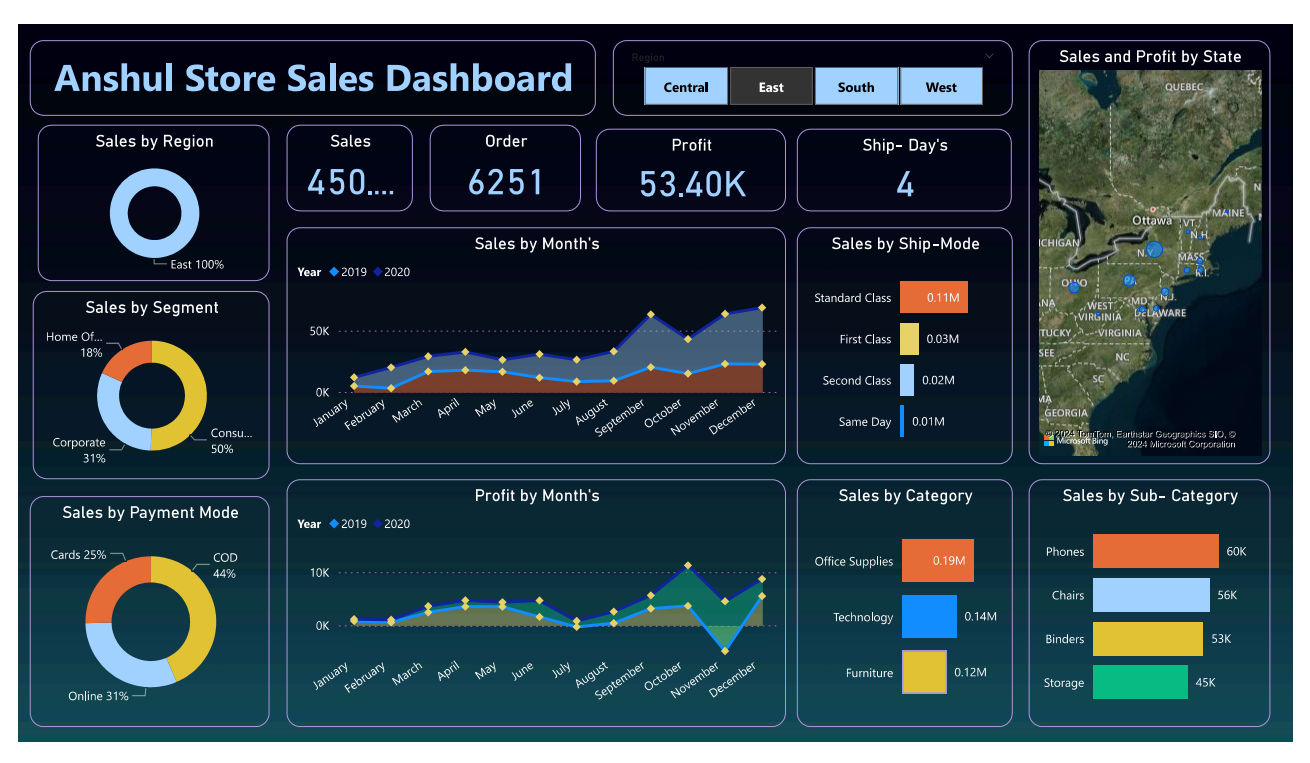 Anshul Store Sales Dashboard
Region
Central
East
South
West
Sales and Profit by State
QUEBEC
Ottawa
MAINE
VT.
N.H.
CHIGAN
N.Y.
MASS.
R.I.
OHIO
PA
N.J.
NA
WEST
VIRGINIA
MD
DELAWARE
TUCKY
VIRGINIA
SEE
NC
SC
MA
GEORGIA
© 2024 TomTom, Earthstar Geographics SIO, ©
2024 Microsoft Corporation
Microsoft Bing
Sales by Region
East 100%
Sales
450....
Order
6251
Profit
53.40K
Ship- Day's
4
Sales by Segment
Home Of...
18%
Corporate
31%
Consu...
50%
Sales by Month's
Year 2019 2020
50K
0K
January
February
March
April
May
June
July
August
September
October
November
December
Sales by Ship-Mode
Standard Class 0.11M
First Class 0.03M
Second Class 0.02M
Same Day 0.01M
Sales by Payment Mode
Cards 25%
COD
44%
Online 31%
Profit by Month's
Year 2019 2020
10K
0K
January
February
March
April
May
June
July
August
September
October
November
December
Sales by Category
Office Supplies 0.19M
Technology 0.14M
Furniture 0.12M
Sales by Sub- Category
Phones 60K
Chairs 56K
Binders 53K
Storage 45K